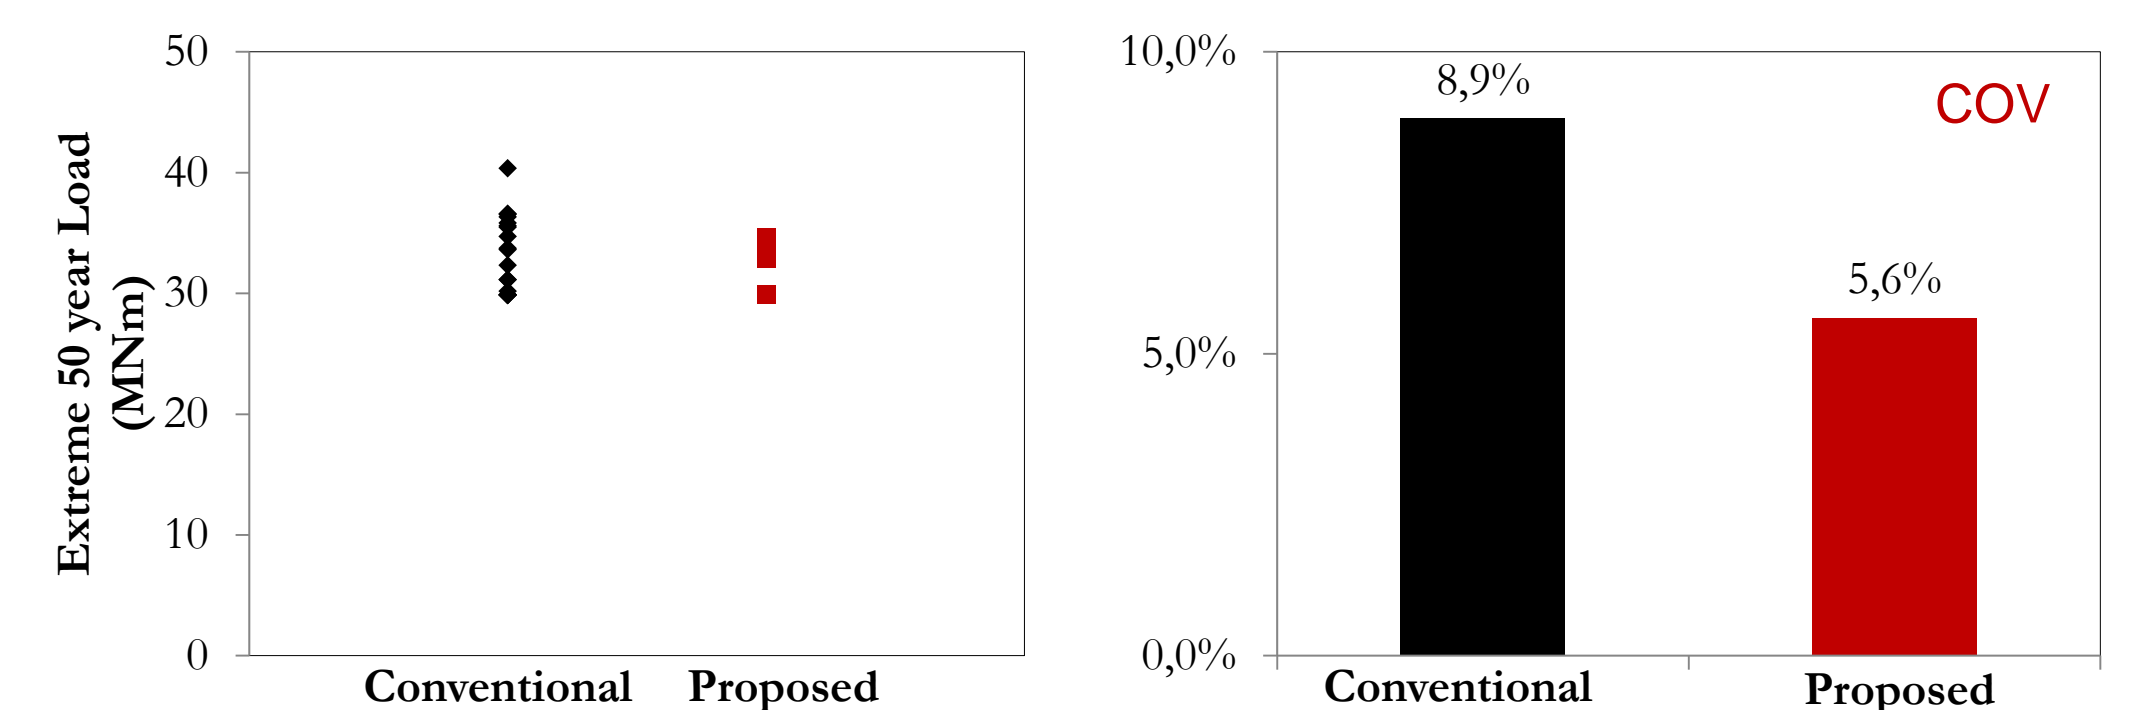 Extreme 50 year Load
(MNm)
50
40
30
20
10
0
Conventional Proposed
10,0%
5,0%
0,0%
8,9%
5,6%
COV
Conventional Proposed